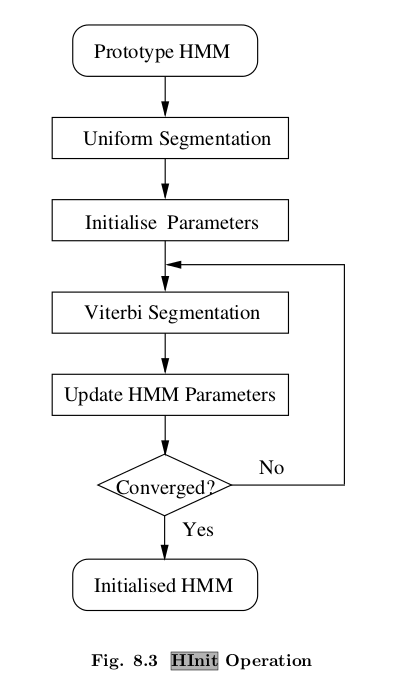 Prototype HMM
Uniform Segmentation
Initialise Parameters
Viterbi Segmentation
Update HMM Parameters
Converged?
No
Yes
Initialised HMM
Fig. 8.3 HInit Operation